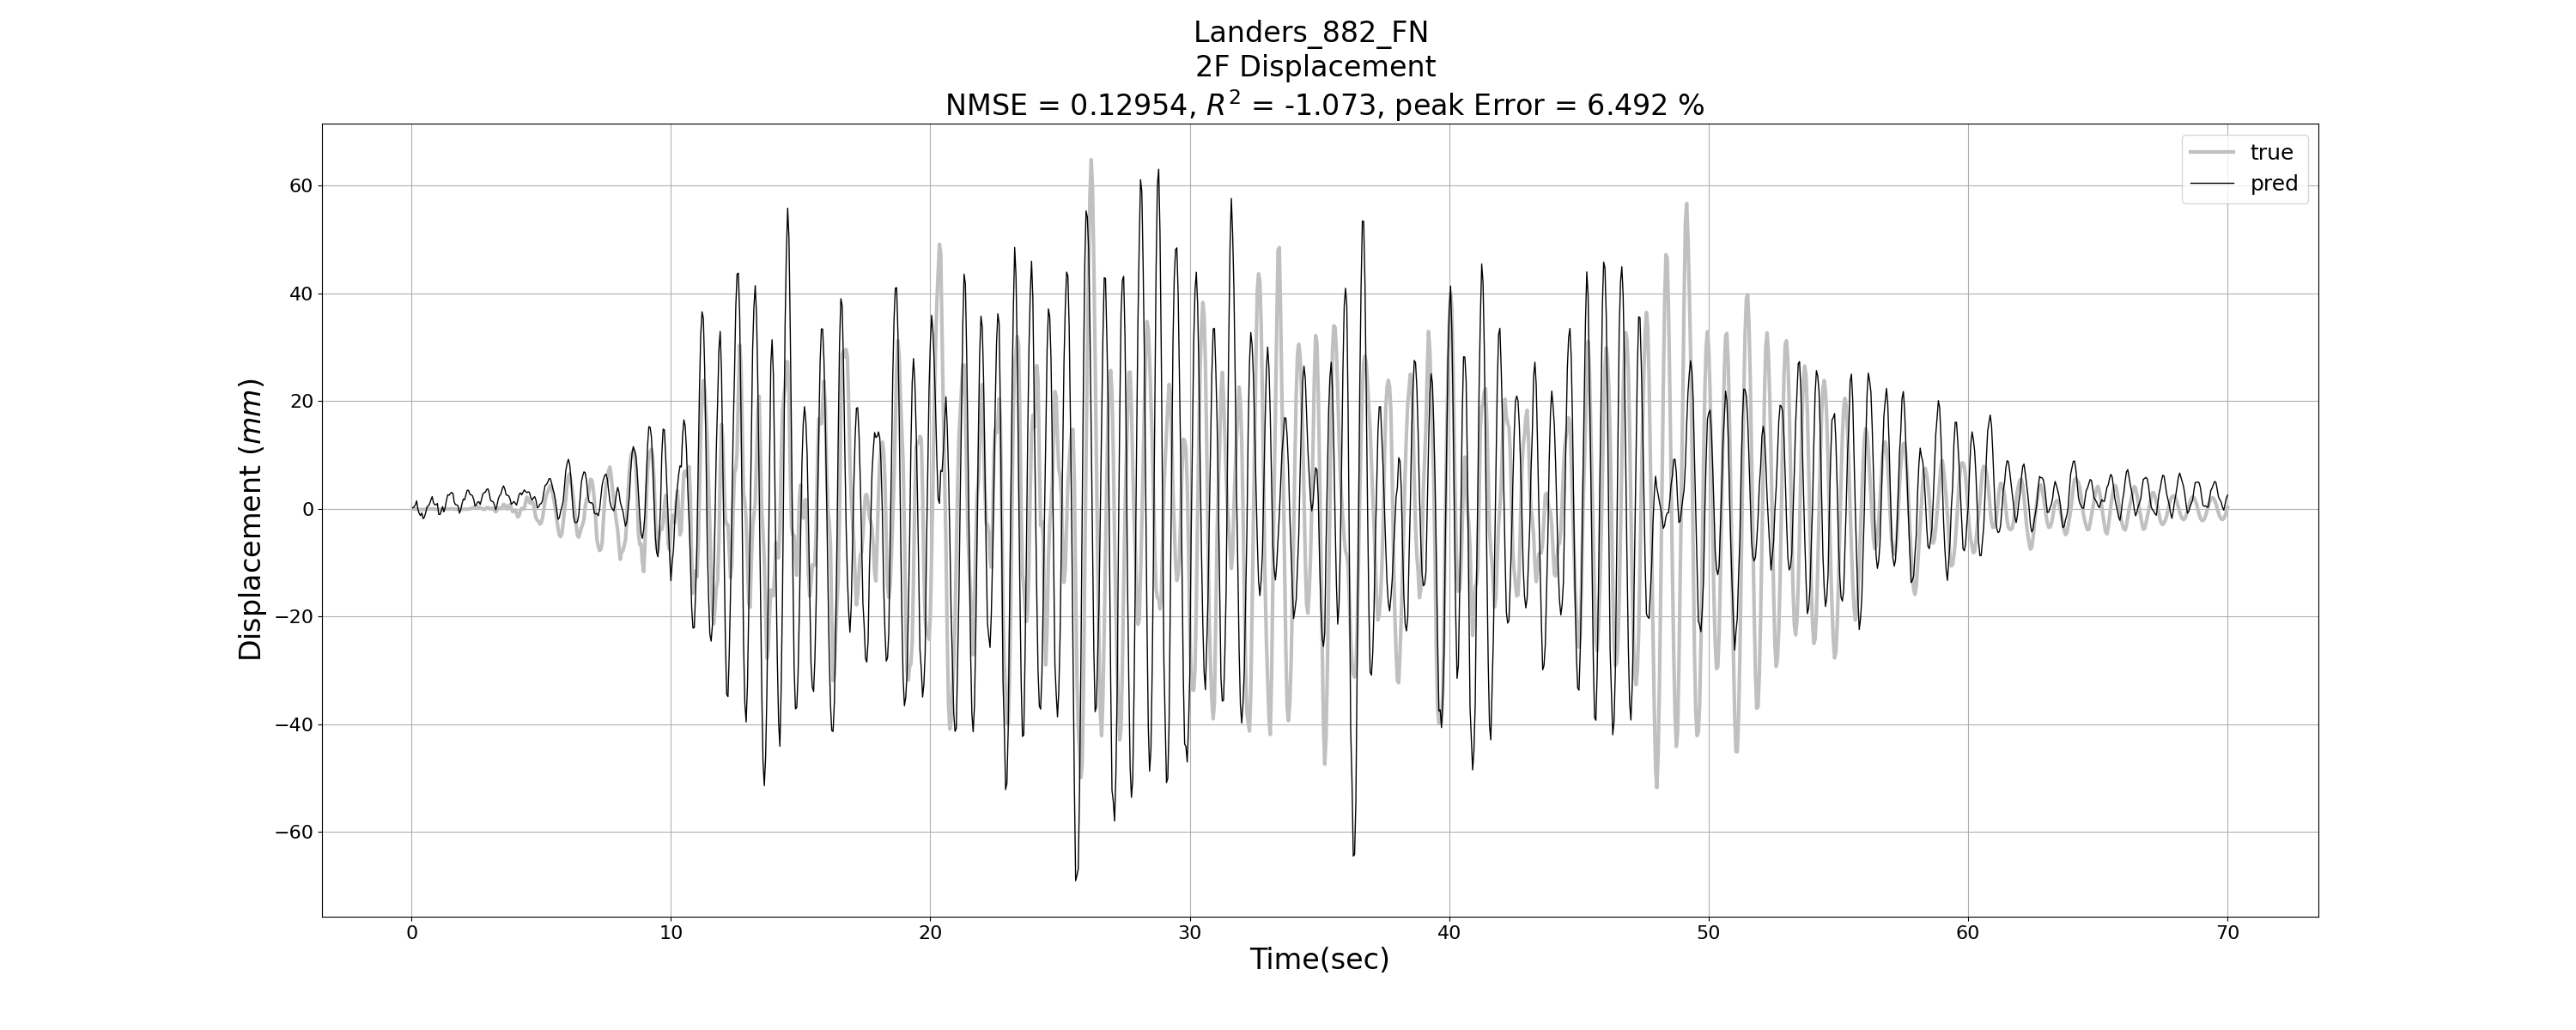 Landers_882_FN
2F Displacement
NMSE = 0.12954, R² = -1.073, peak Error = 6.492 %
true
pred
60
40
20
0
−20
−40
−60
Displacement (mm)
0 10 20 30 40 50 60 70
Time(sec)